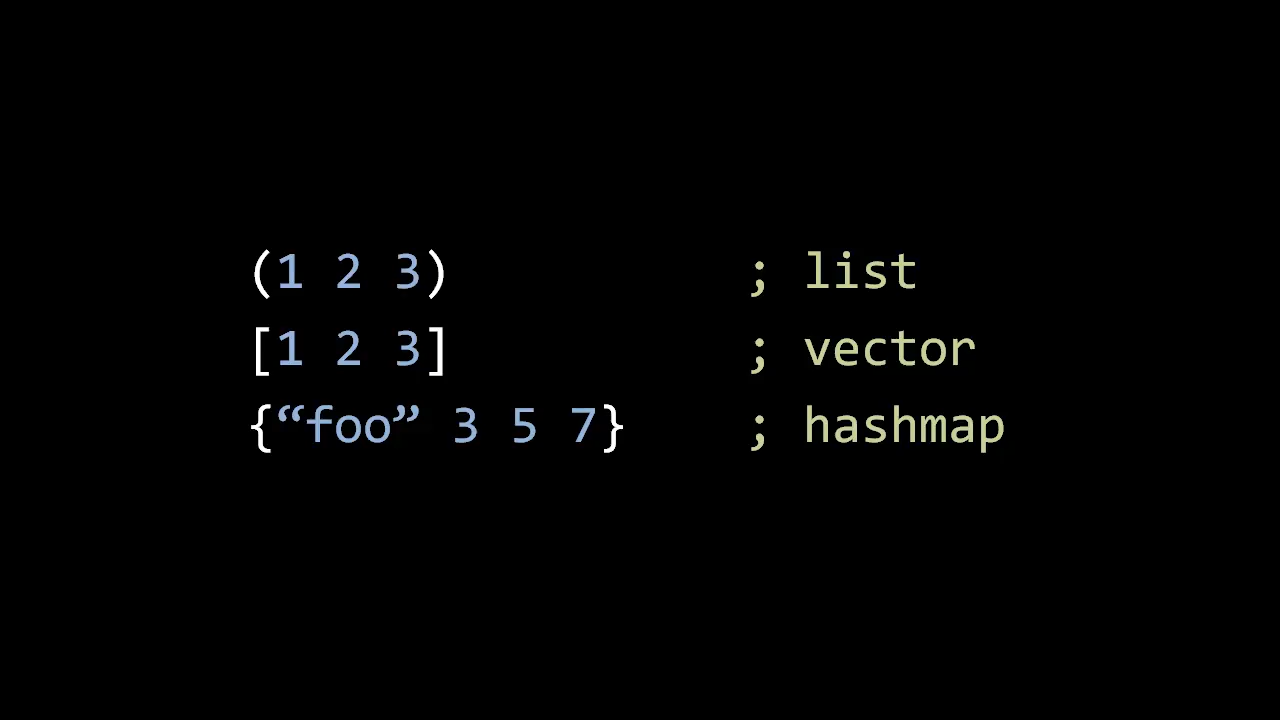 (1 2 3) ; list
[1 2 3] ; vector
{“foo” 3 5 7} ; hashmap